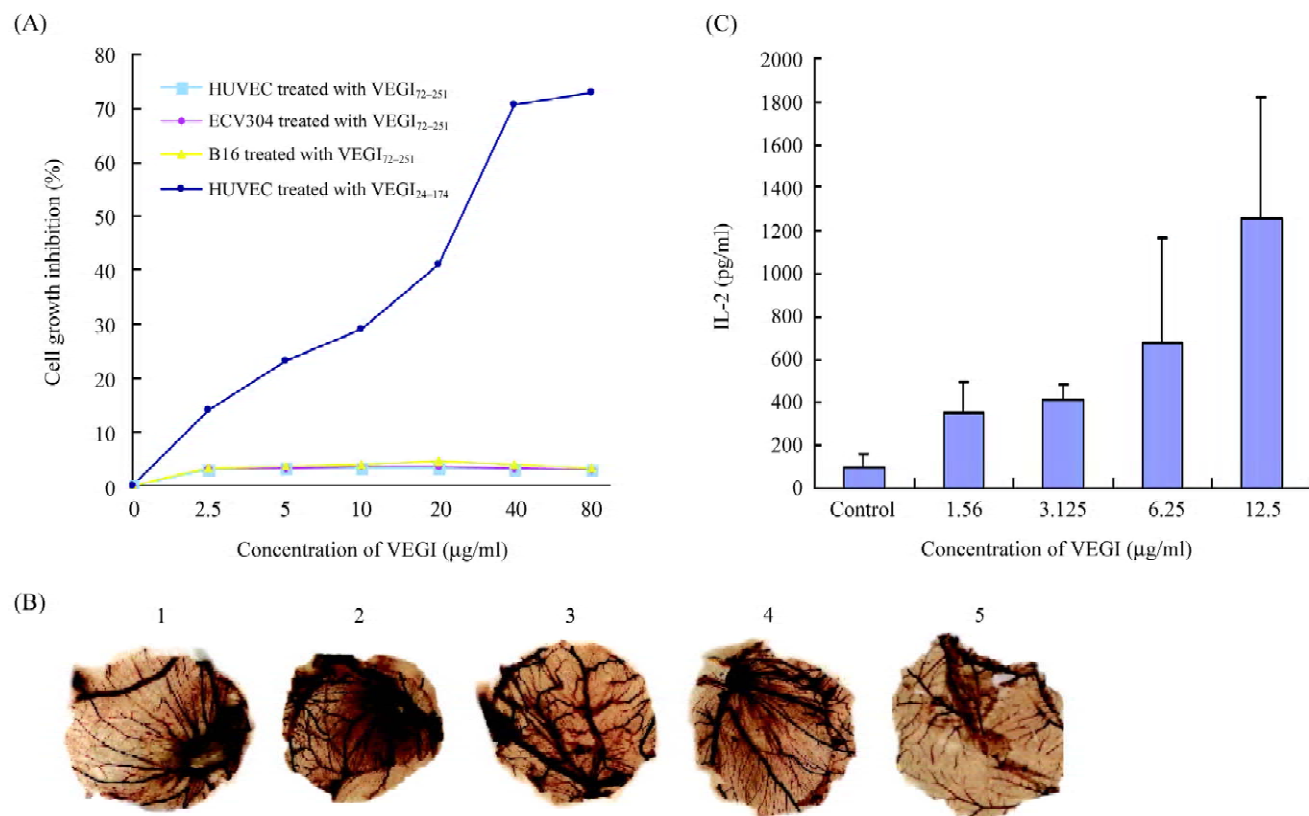 (A)
80
70
60
50
40
30
20
10
0
Cell growth inhibition (%)
HUVEC treated with VEGI72–251
ECV304 treated with VEGI72–251
B16 treated with VEGI72–251
HUVEC treated with VEGI24–174
0 2.5 5 10 20 40 80
Concentration of VEGI (μg/ml)
(C)
2000
1800
1600
1400
1200
1000
800
600
400
200
0
IL-2 (pg/ml)
Control 1.56 3.125 6.25 12.5
Concentration of VEGI (μg/ml)
(B)
1 2 3 4 5